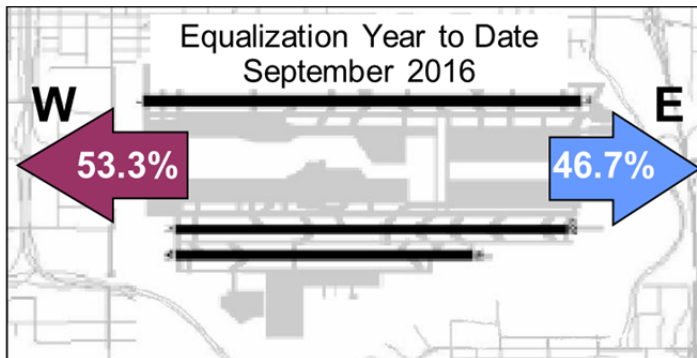 Equalization Year to Date
September 2016
W
E
53.3%
46.7%